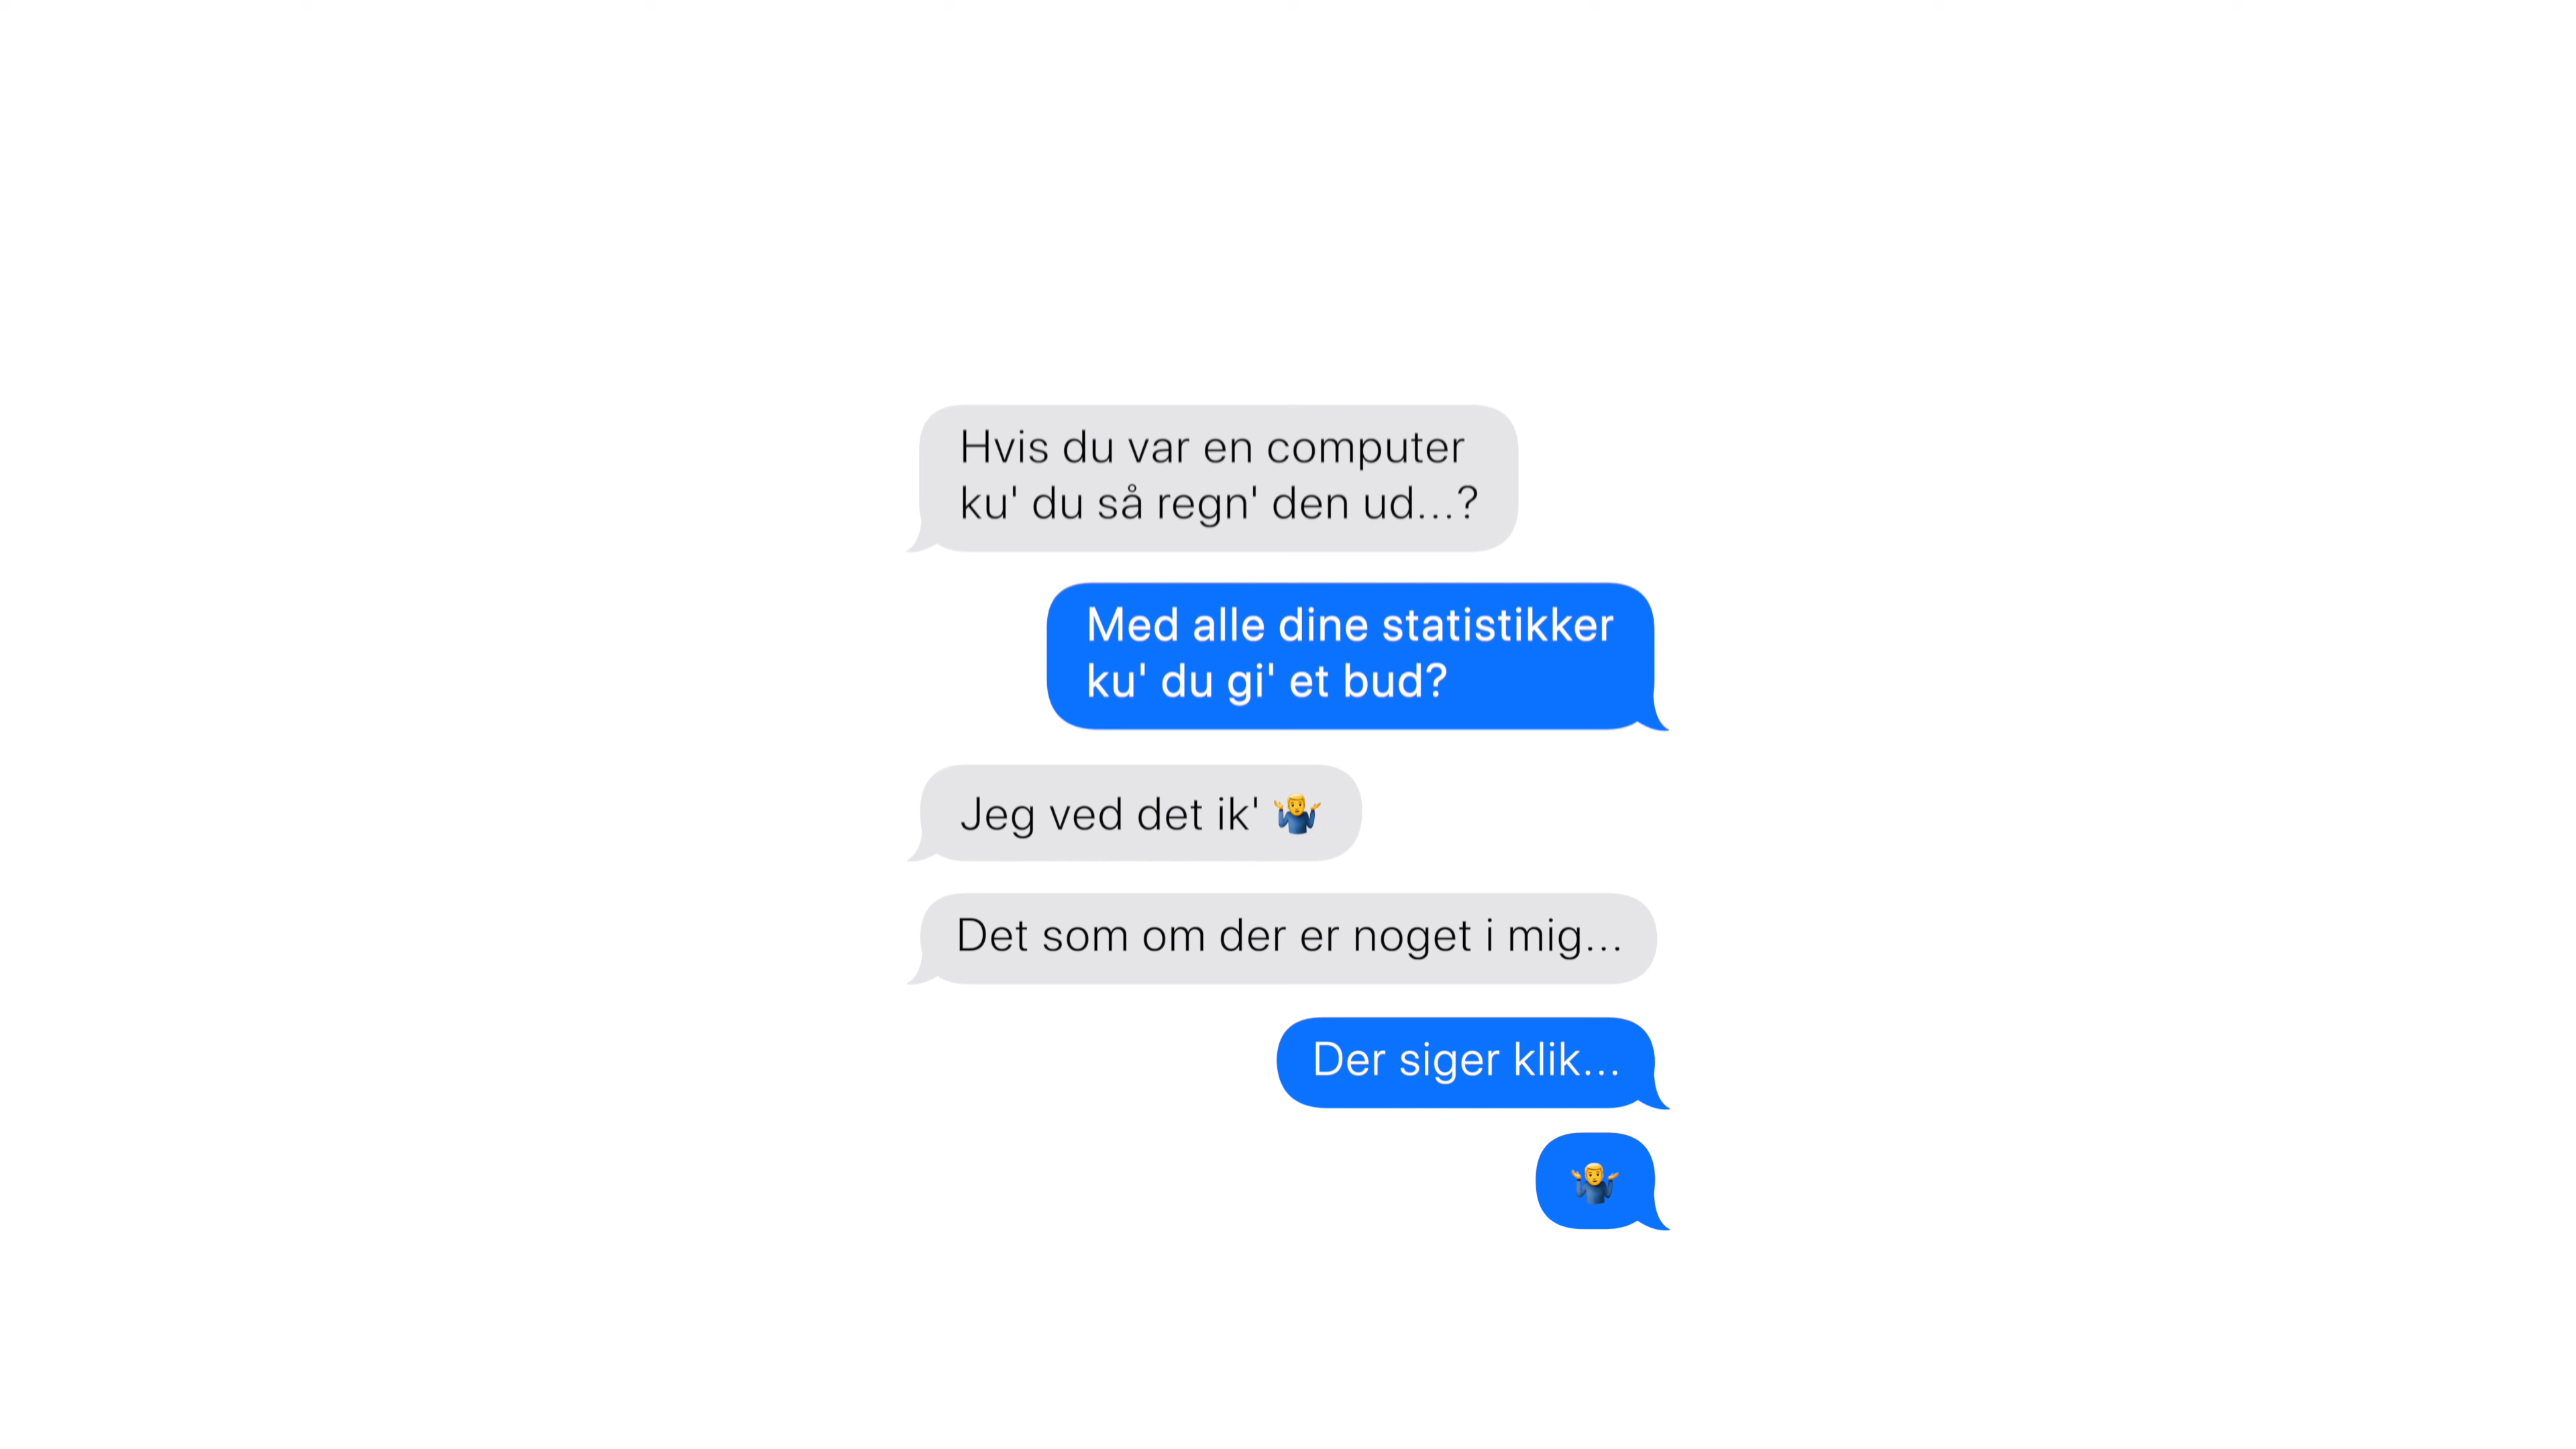 Hvis du var en computer
ku' du så regn' den ud...?
Med alle dine statistikker
ku' du gi' et bud?
Jeg ved det ik' 🤷‍♂️
Det som om der er noget i mig...
Der siger klik...
🤷‍♂️